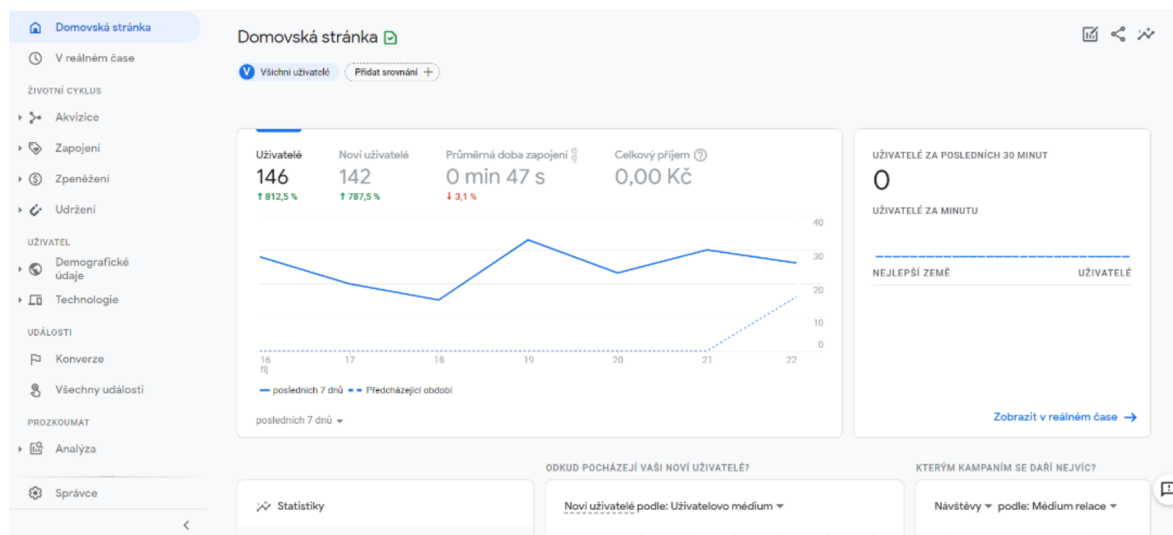 Domovská stránka
V reálném čase
ŽIVOTNÍ CYKLUS
Akvizice
Zapojení
Zpeněžení
Udržení
UŽIVATEL
Demografické
údaje
Technologie
UDÁLOSTI
Konverze
Všechny události
PROZKOUMAT
Analýza
Správce
Domovská stránka
V Všichni uživatelé
Přidat srovnání +
Uživatelé
146
↑ 812,5 %
Noví uživatelé
142
↑ 787,5 %
Průměrná doba zapojení
0 min 47 s
↓ 3,1 %
Celkový příjem
0,00 Kč
40
30
20
10
0
16 17 18 19 20 21 22
říj
posledních 7 dnů Předcházející období
posledních 7 dnů
UŽIVATELÉ ZA POSLEDNÍCH 30 MINUT
0
UŽIVATELÉ ZA MINUTU
NEJLEPŠÍ ZEMĚ UŽIVATELÉ
Zobrazit v reálném čase →
Statistiky
ODKUD POCHÁZEJÍ VAŠI NOVÍ UŽIVATELÉ?
Noví uživatelé podle: Uživatelovo médium
KTERÝM KAMPANÍM SE DAŘÍ NEJVÍC?
Návštěvy podle: Médium relace